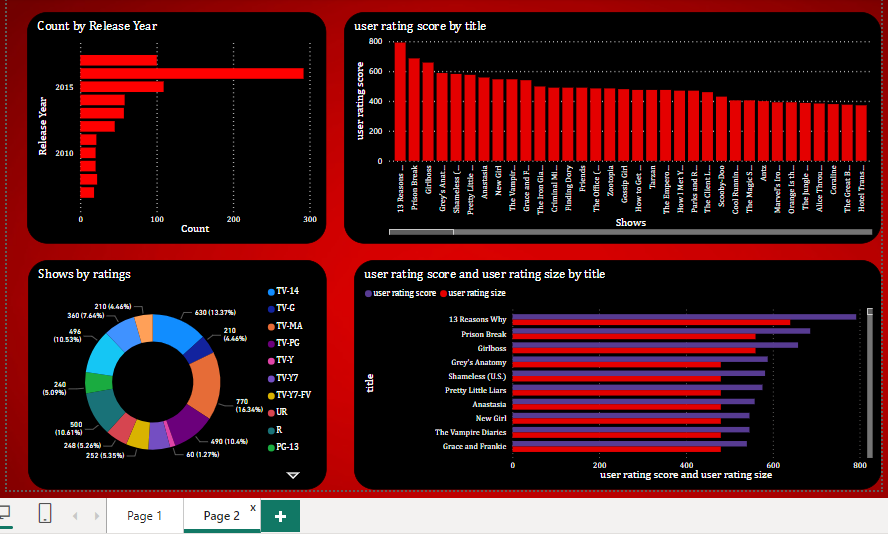 Count by Release Year
Release Year
2015
2010
0
100
200
300
Count
user rating score by title
user rating score
800
600
400
200
0
13 Reasons ...
Prison Break
Girlboss
Grey's Anat...
Shameless (...
Pretty Little ...
Anastasia
New Girl
The Vampir...
Grace and F...
The Iron Gia...
Criminal Mi...
Finding Dory
Friends
The Office (...
Zootopia
Gossip Girl
How to Get ...
Tarzan
The Empero...
How I Met Y...
Parks and R...
The Client L...
Scooby-Doo
Cool Runnin...
The Magic S...
Antz
Marvel's Iro...
Orange Is th...
The Jungle ...
Alice Throu...
Coraline
The Great B...
Hotel Trans...
Shows
Shows by ratings
630 (13.37%)
210
(4.46%)
770
(16.34%)
490 (10.4%)
60 (1.27%)
252 (5.35%)
248 (5.26%)
500
(10.61%)
240
(5.09%)
496
(10.53%)
360 (7.64%)
210 (4.46%)
TV-14
TV-G
TV-MA
TV-PG
TV-Y
TV-Y7
TV-Y7-FV
UR
R
PG-13
user rating score and user rating size by title
user rating score user rating size
title
13 Reasons Why
Prison Break
Girlboss
Grey's Anatomy
Shameless (U.S.)
Pretty Little Liars
Anastasia
New Girl
The Vampire Diaries
Grace and Frankie
0
200
400
600
800
user rating score and user rating size
Page 1
Page 2
x
+